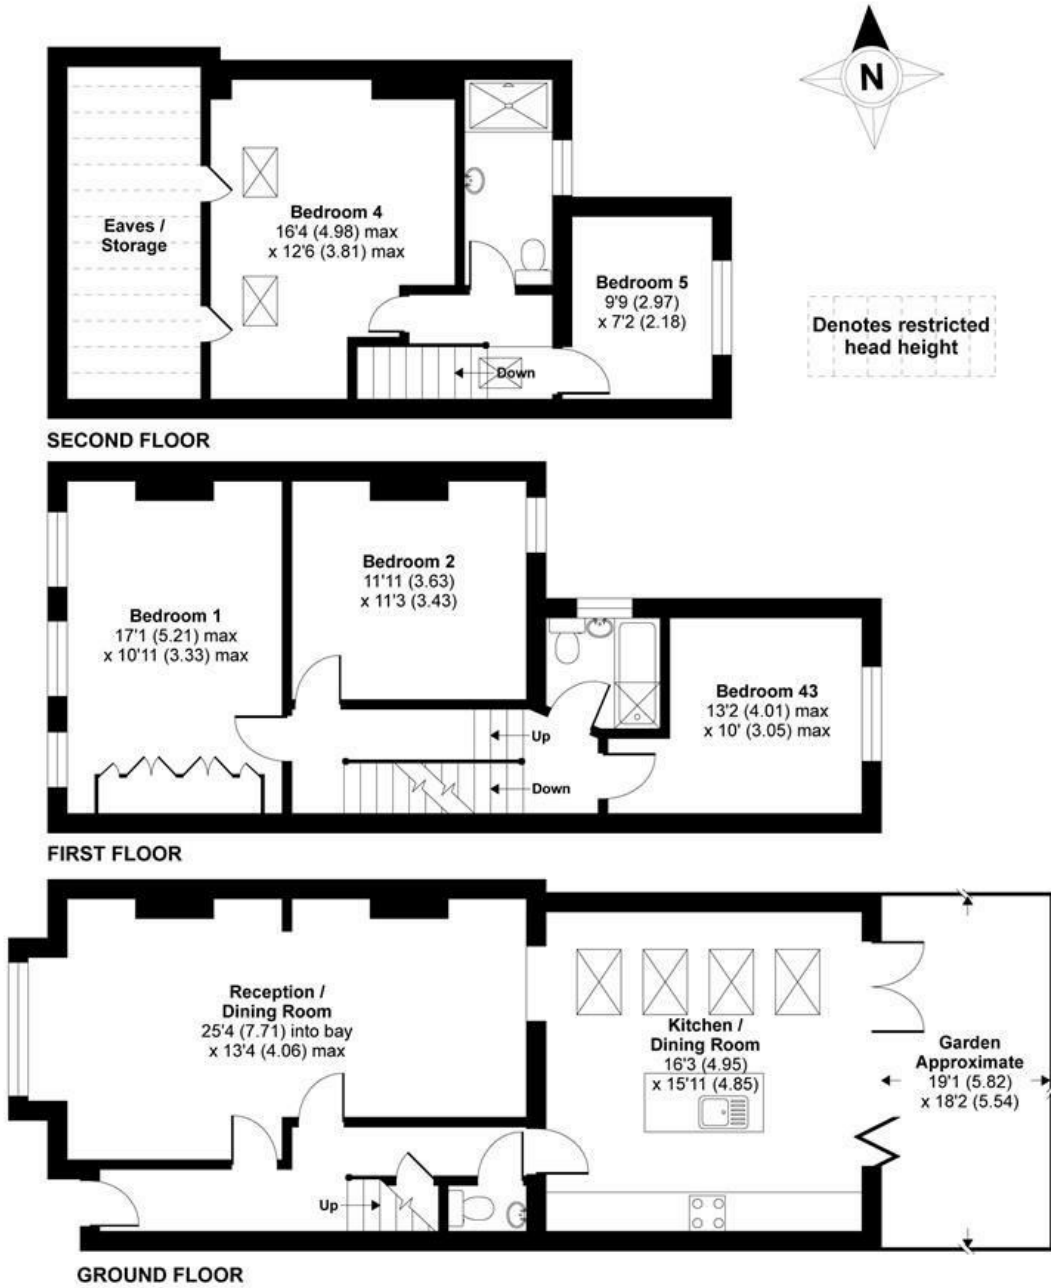 N
Eaves /
Storage
Bedroom 4
16'4 (4.98) max
x 12'6 (3.81) max
Bedroom 5
9'9 (2.97)
x 7'2 (2.18)
Down
Denotes restricted
head height
SECOND FLOOR
Bedroom 1
17'1 (5.21) max
x 10'11 (3.33) max
Bedroom 2
11'11 (3.63)
x 11'3 (3.43)
Bedroom 43
13'2 (4.01) max
x 10' (3.05) max
Up
Down
FIRST FLOOR
Reception /
Dining Room
25'4 (7.71) into bay
x 13'4 (4.06) max
Kitchen /
Dining Room
16'3 (4.95)
x 15'11 (4.85)
Garden
Approximate
19'1 (5.82)
x 18'2 (5.54)
Up
GROUND FLOOR